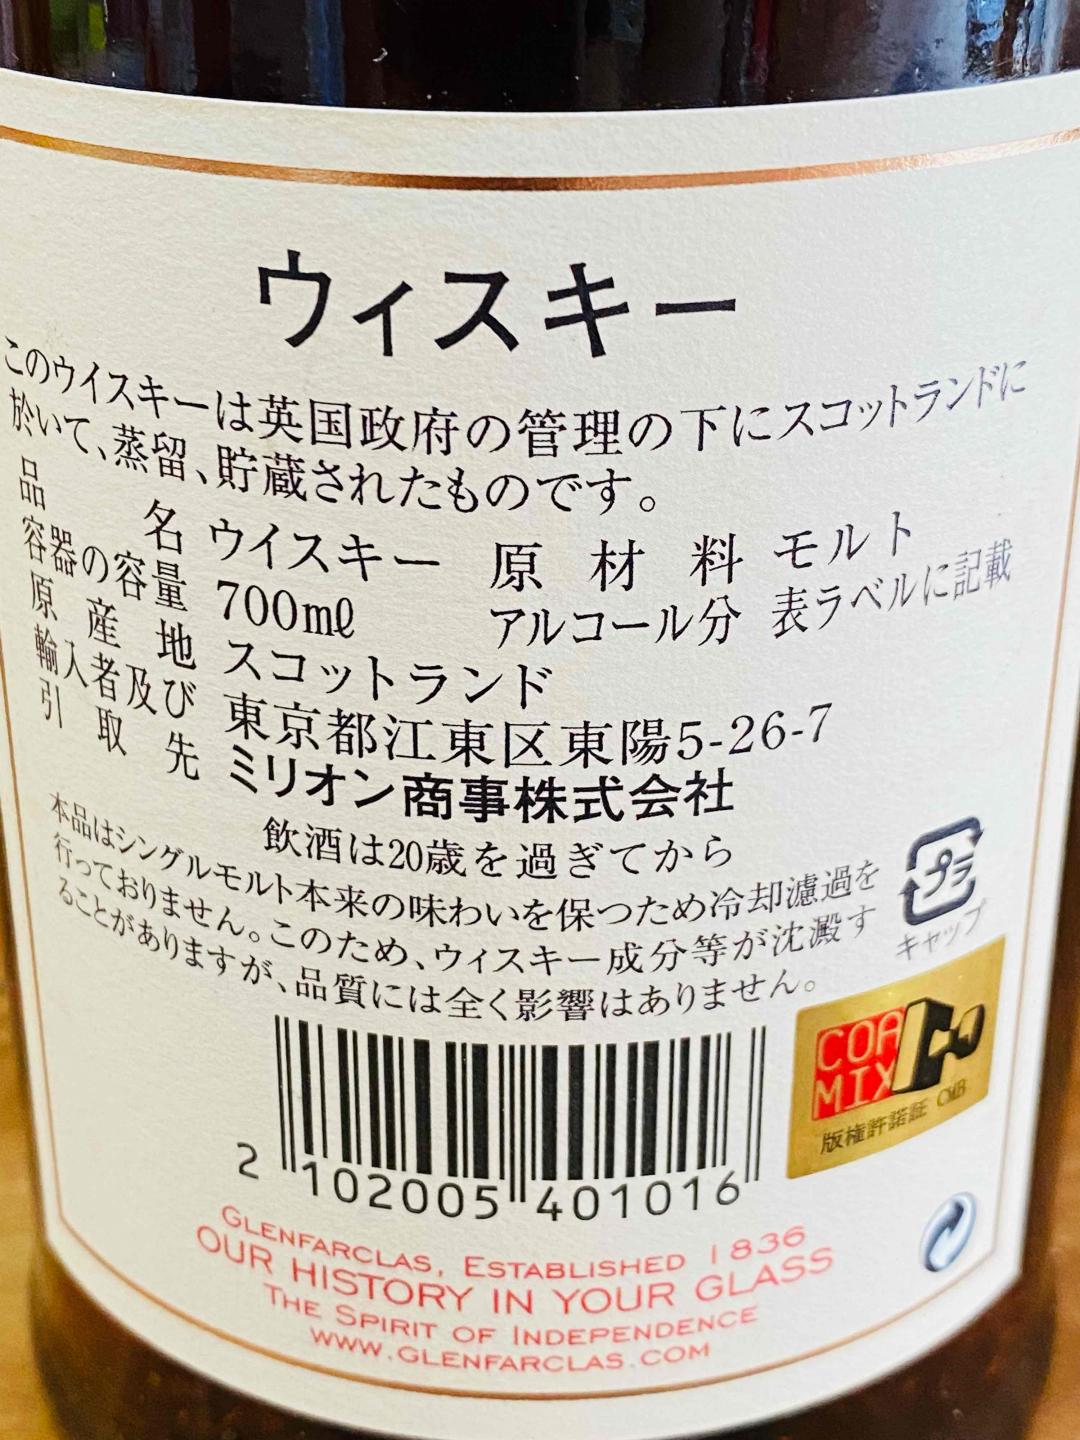 ウィスキー
このウイスキーは英国政府の管理の下にスコットランドに
於いて、蒸留、貯蔵されたものです。
品名 ウイスキー 原材料 モルト
容器の容量 700mℓ アルコール分 表ラベルに記載
原産地 スコットランド
輸入者及び 東京都江東区東陽5-26-7
引取先 ミリオン商事株式会社
飲酒は20歳を過ぎてから
本品はシングルモルト本来の味わいを保つため冷却濾過を
行っておりません。このため、ウィスキー成分等が沈澱す
ることがありますが、品質には全く影響はありません。
プラ
キャップ
COA
MIX
版権許諾証
2 102005 401016
GLENFARCLAS, ESTABLISHED 1836
OUR HISTORY IN YOUR GLASS
THE SPIRIT OF INDEPENDENCE
WWW.GLENFARCLAS.COM